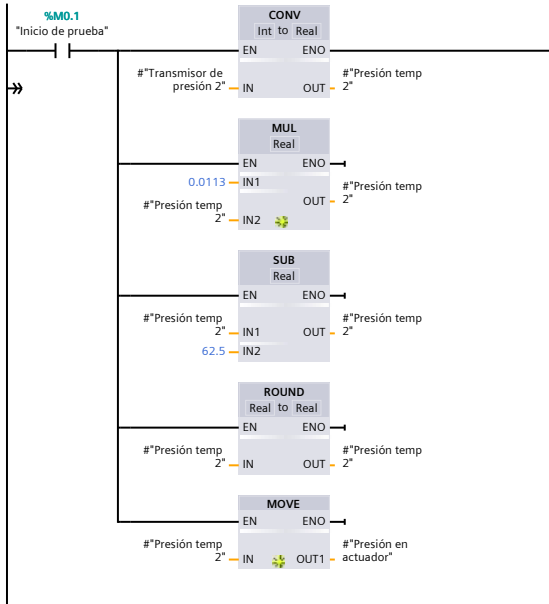 %M0.1
"Inicio de prueba"
CONV
Int to Real
EN ENO
#"Transmisor de
presión 2" IN OUT #"Presión temp
2"
MUL
Real
EN ENO
0.0113 IN1
OUT #"Presión temp
2"
#"Presión temp
2" IN2
SUB
Real
EN ENO
#"Presión temp
2" IN1 OUT #"Presión temp
2"
62.5 IN2
ROUND
Real to Real
EN ENO
#"Presión temp
2" IN OUT #"Presión temp
2"
MOVE
EN ENO
#"Presión temp
2" IN OUT1 #"Presión en
actuador"